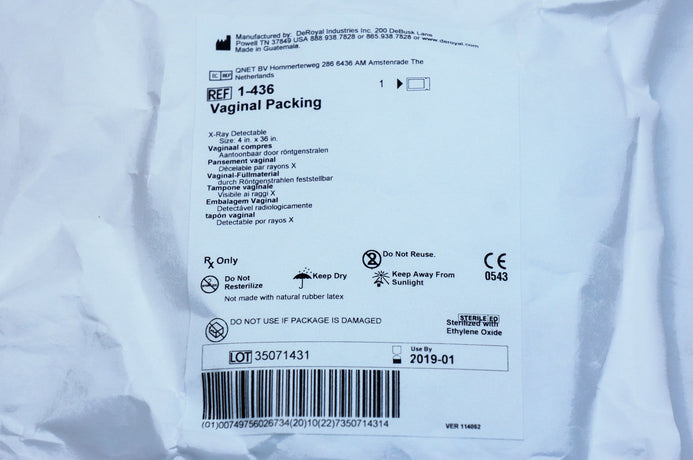 Manufactured by: DeRoyal Industries Inc. 200 DeBusk Lane
Powell TN 37849 USA 888.938.7828 or 865.938.7828 or www.deroyal.com
Made in Guatemala.
EC REP QNET BV Hommerterweg 286 6436 AM Amstenrade The
Netherlands
REF 1-436
1
Vaginal Packing
X-Ray Detectable
Size: 4 in. x 36 in.
Vaginaal compres
Aantoonbaar door röntgenstralen
Pansement vaginal
Décelable par rayons X
Vaginal-Füllmaterial
durch Röntgenstrahlen feststellbar
Tampone vaginale
Visibile ai raggi X
Embalagem Vaginal
Detectável radiologicamente
tapón vaginal
Detectable por rayos X
Rx Only
Do Not Reuse.
CE
0543
Do Not
Resterilize
Keep Dry
Keep Away From
Sunlight
Not made with natural rubber latex
DO NOT USE IF PACKAGE IS DAMAGED
STERILE EO
Sterilized with
Ethylene Oxide
LOT 35071431
Use By
2019-01
(01)00749756026734(20)10(22)7350714314
VER 114052